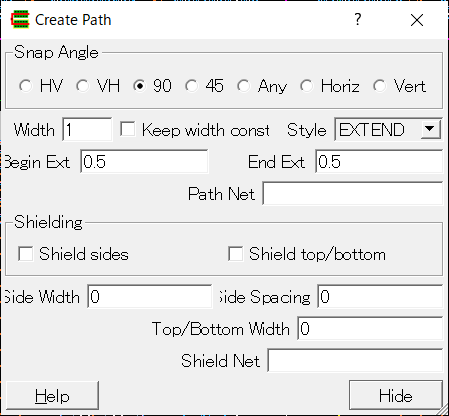 Create Path
?
Snap Angle
HV VH 90 45 Any Horiz Vert
Width 1 Keep width const Style EXTEND
Begin Ext 0.5 End Ext 0.5
Path Net
Shielding
Shield sides Shield top/bottom
Side Width 0 Side Spacing 0
Top/Bottom Width 0
Shield Net
Help Hide